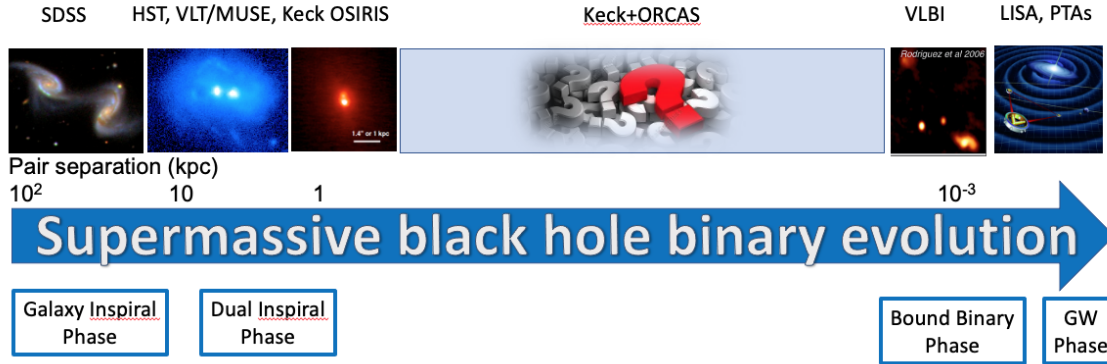 SDSS
HST, VLT/MUSE, Keck OSIRIS
Keck+ORCAS
VLBI
LISA, PTAs
Rodriguez et al 2006
1.4" or 1 kpc
Pair separation (kpc)
10² 10 1 10⁻³
Supermassive black hole binary evolution
Galaxy Inspiral
Phase
Dual Inspiral
Phase
Bound Binary
Phase
GW
Phase